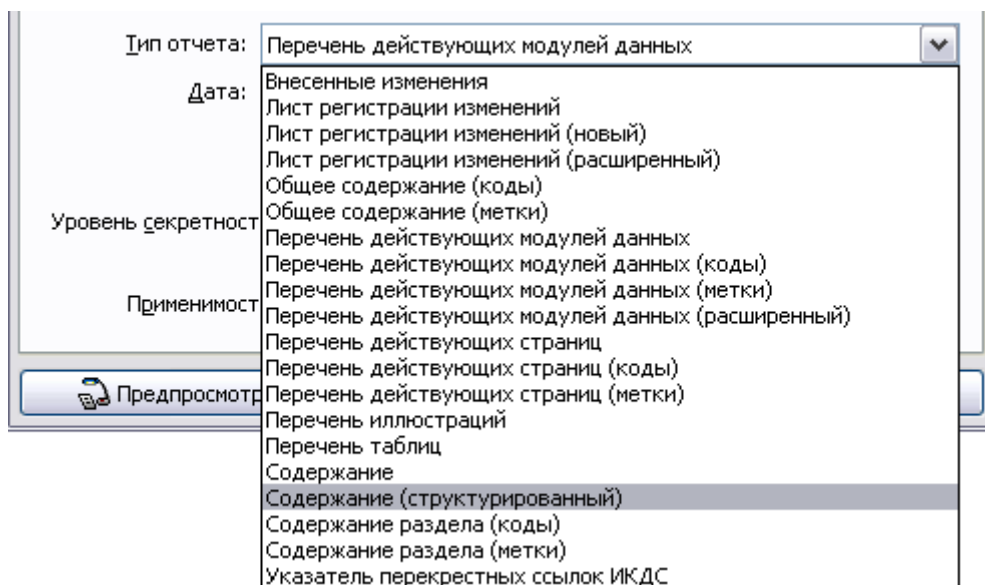 Тип отчета: Перечень действующих модулей данных
Дата:
Внесенные изменения
Лист регистрации изменений
Лист регистрации изменений (новый)
Лист регистрации изменений (расширенный)
Общее содержание (коды)
Уровень секретност
Общее содержание (метки)
Перечень действующих модулей данных
Перечень действующих модулей данных (коды)
Применимост
Перечень действующих модулей данных (метки)
Перечень действующих модулей данных (расширенный)
Перечень действующих страниц
Перечень действующих страниц (коды)
Предпросмотр
Перечень действующих страниц (метки)
Перечень иллюстраций
Перечень таблиц
Содержание
Содержание (структурированный)
Содержание раздела (коды)
Содержание раздела (метки)
Указатель перекрестных ссылок ИКДС